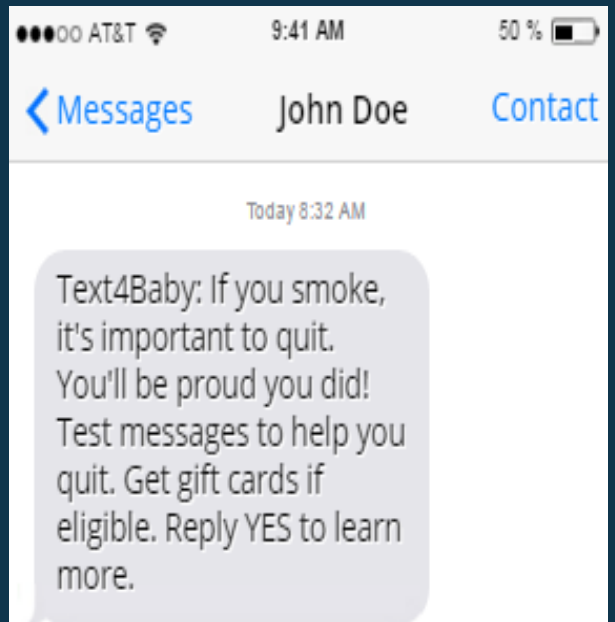 AT&T 9:41 AM 50 %
Messages John Doe Contact
Today 8:32 AM
Text4Baby: If you smoke,
it's important to quit.
You'll be proud you did!
Test messages to help you
quit. Get gift cards if
eligible. Reply YES to learn
more.